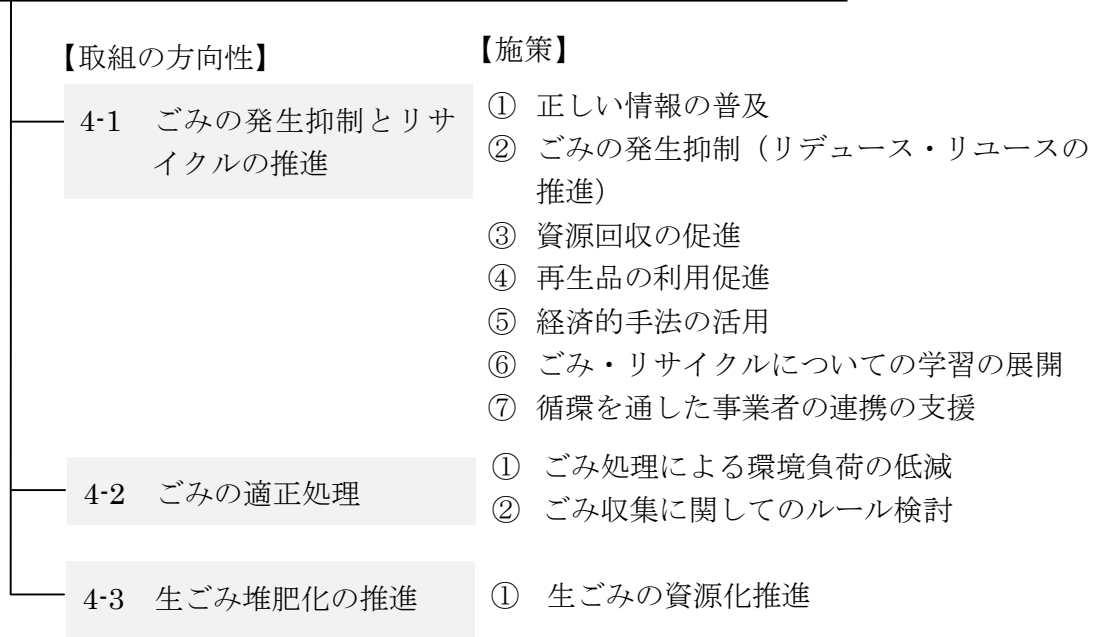 【取組の方向性】
【施策】
4-1 ごみの発生抑制とリサ
イクルの推進
① 正しい情報の普及
② ごみの発生抑制（リデュース・リユースの
推進）
③ 資源回収の促進
④ 再生品の利用促進
⑤ 経済的手法の活用
⑥ ごみ・リサイクルについての学習の展開
⑦ 循環を通した事業者の連携の支援
4-2 ごみの適正処理
① ごみ処理による環境負荷の低減
② ごみ収集に関してのルール検討
4-3 生ごみ堆肥化の推進
① 生ごみの資源化推進